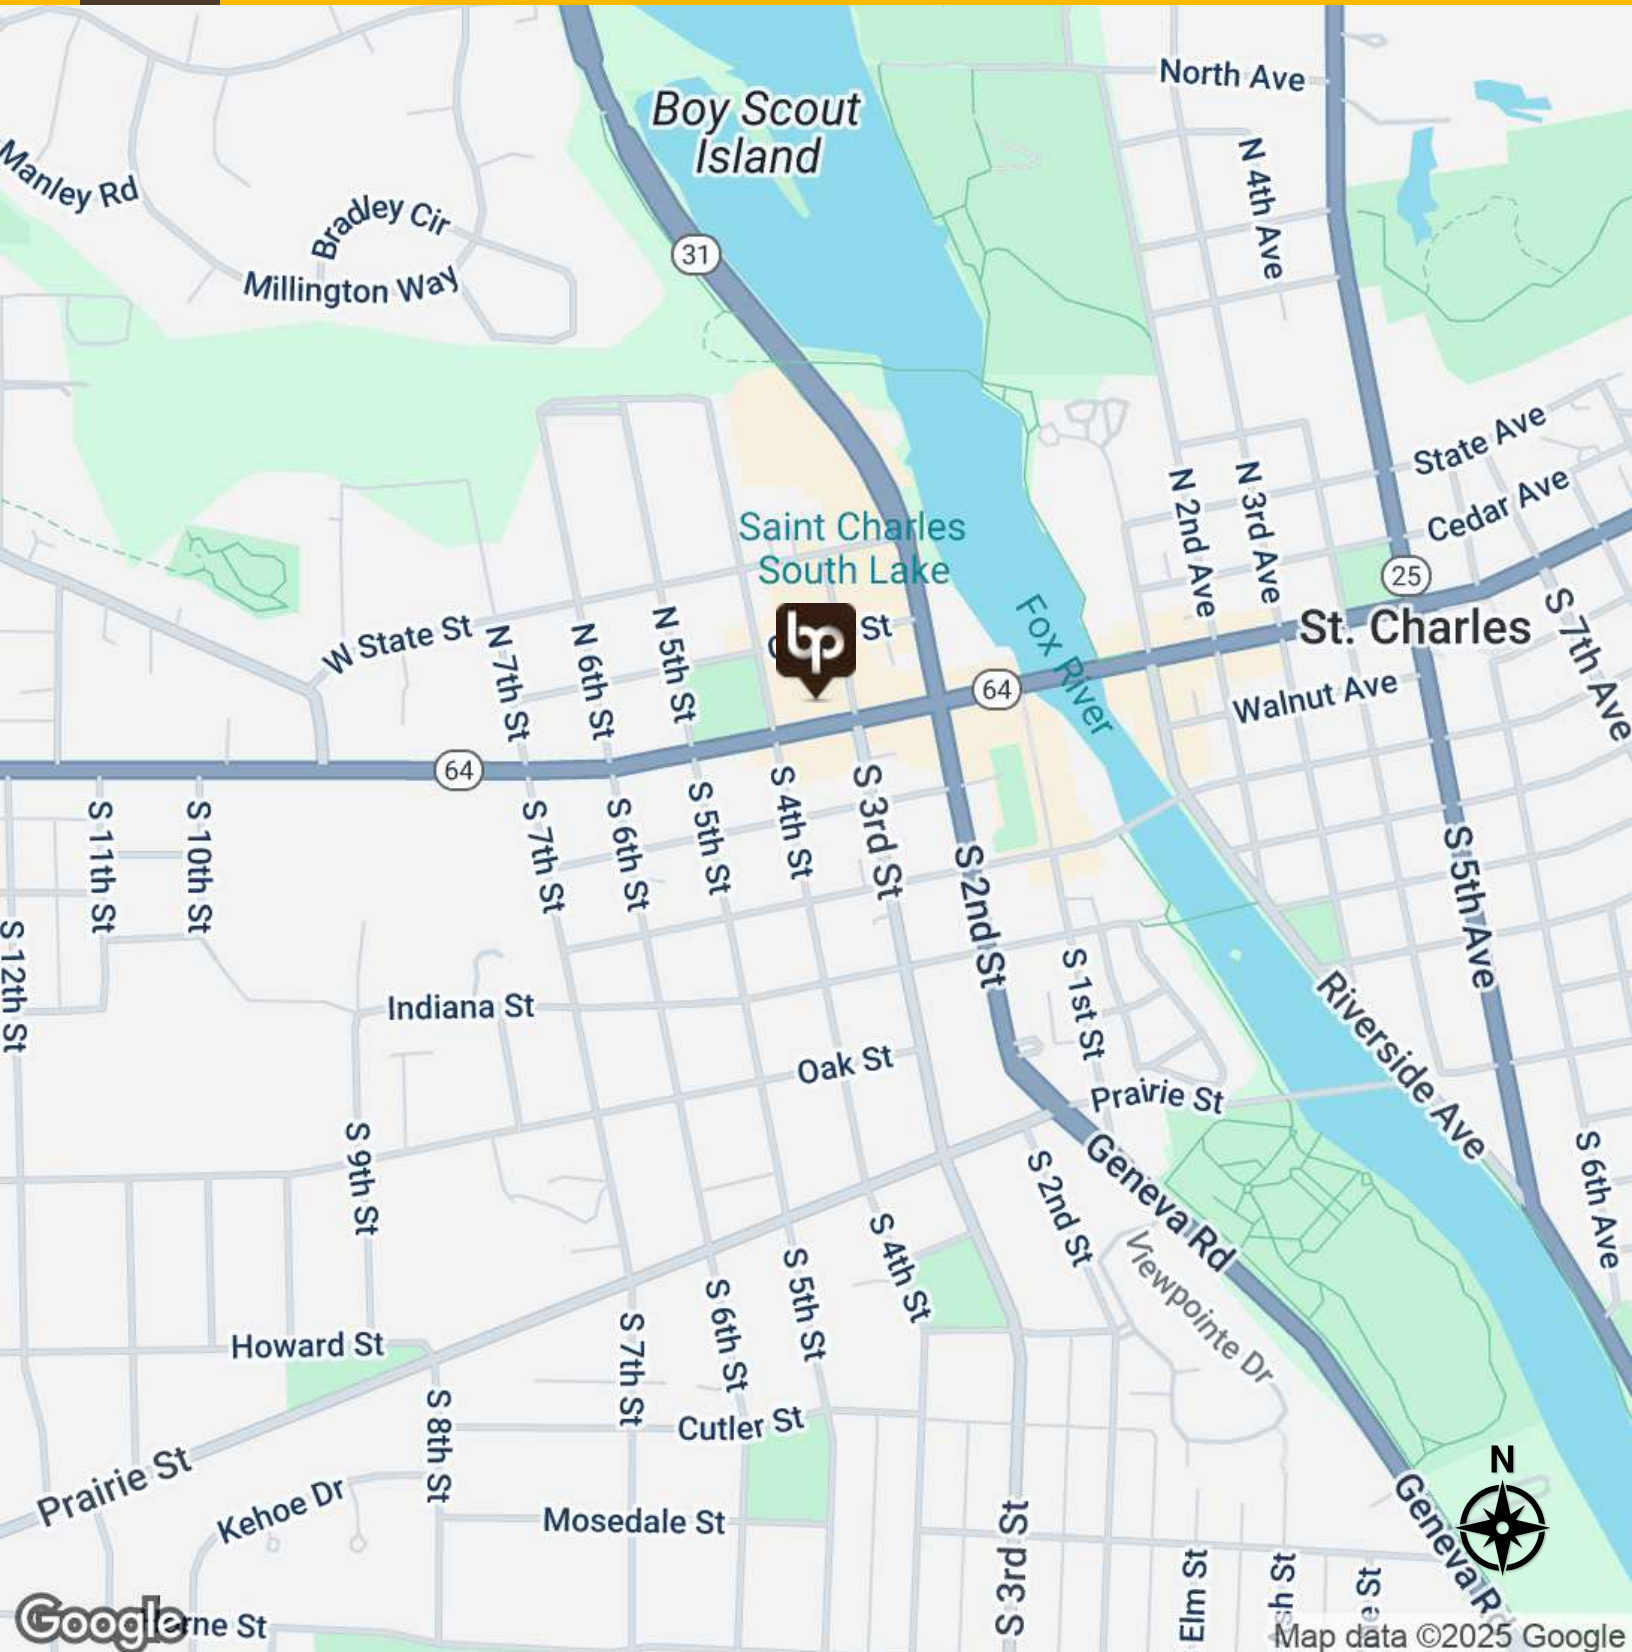 North Ave
Boy Scout
Island
N 4th Ave
Manley Rd
Bradley Cir
31
Millington Way
State Ave
Cedar Ave
N 2nd Ave
N 3rd Ave
Saint Charles
South Lake
25
Fox River
S 7th Ave
St. Charles
bp
St
W State St
N 7th St
N 6th St
N 5th St
64
Walnut Ave
64
S 11th St
S 10th St
S 7th St
S 6th St
S 5th St
S 4th St
S 3rd St
S 2nd St
S 5th Ave
S 12th St
S 1st St
Indiana St
Riverside Ave
Oak St
Prairie St
S 9th St
Geneva Rd
S 2nd St
S 6th Ave
S 4th St
Viewpointe Dr
S 5th St
S 6th St
S 7th St
Howard St
S 8th St
Cutler St
Prairie St
N
Kehoe Dr
Mosedale St
Geneva Rd
S 3rd St
Elm St
Google
Map data ©2025 Google